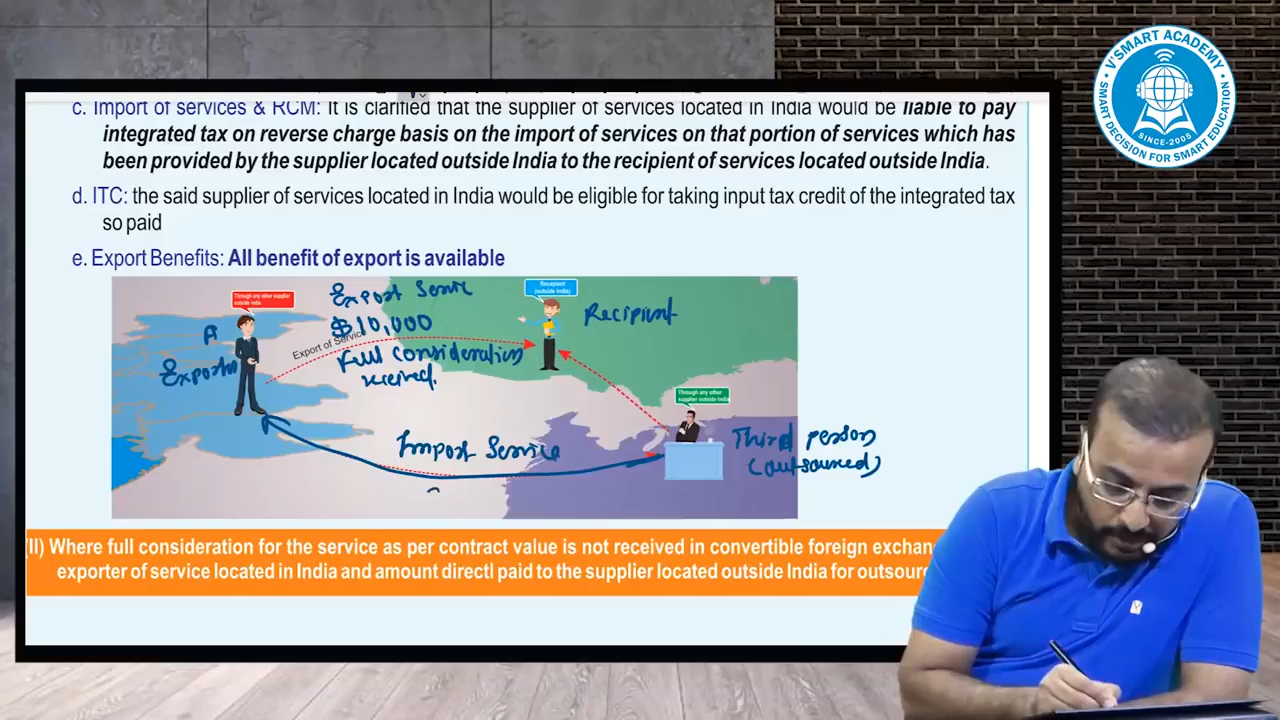 c. Import of services & RCM: It is clarified that the supplier of services located in India would be liable to pay
integrated tax on reverse charge basis on the import of services on that portion of services which has
been provided by the supplier located outside India to the recipient of services located outside India.
d. ITC: the said supplier of services located in India would be eligible for taking input tax credit of the integrated tax
so paid
e. Export Benefits: All benefit of export is available
Through any other supplier
outside India
Export Service
$10,000
Export of Service
Full consideration
received.
A
Exporter
Recipient
(outside India)
Recipient
Through any other
supplier outside India
Import Service
Third person
(outsourced)
(II) Where full consideration for the service as per contract value is not received in convertible foreign exchan
exporter of service located in India and amount directl paid to the supplier located outside India for outsour
V'SMART ACADEMY
SINCE-2005
SMART DECISION FOR SMART EDUCATION